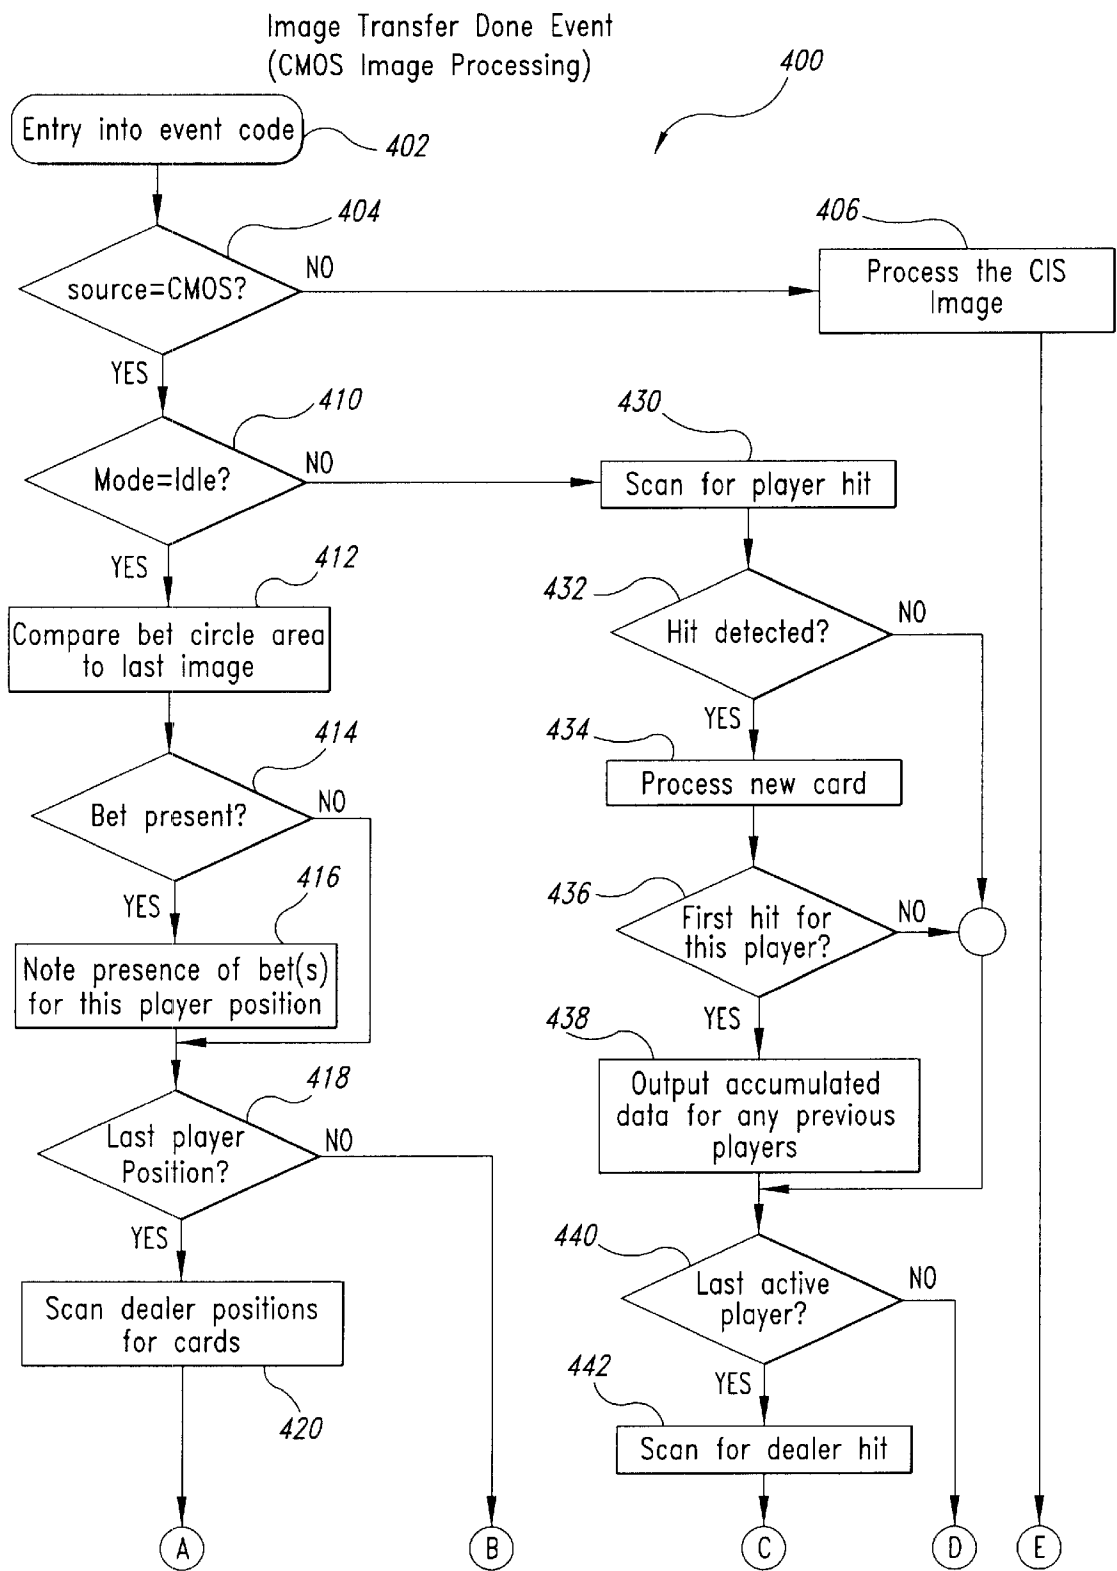 Image Transfer Done Event
(CMOS Image Processing)
400
Entry into event code
402
404
source=CMOS?
NO
YES
406
Process the CIS
Image
410
Mode=Idle?
NO
YES
430
Scan for player hit
412
Compare bet circle area
to last image
432
Hit detected?
NO
YES
414
Bet present?
NO
YES
434
Process new card
416
Note presence of bet(s)
for this player position
436
First hit for
this player?
NO
YES
418
Last player
Position?
NO
YES
438
Output accumulated
data for any previous
players
420
Scan dealer positions
for cards
440
Last active
player?
NO
YES
442
Scan for dealer hit
A
B
C
D
E